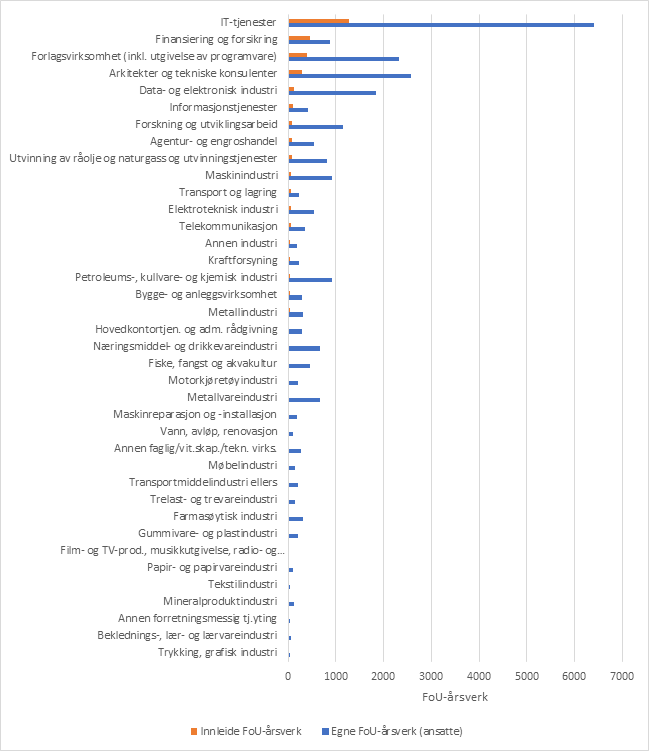 IT-tjenester
Finansiering og forsikring
Forlagsvirksomhet (inkl. utgivelse av programvare)
Arkitekter og tekniske konsulenter
Data- og elektronisk industri
Informasjonstjenester
Forskning og utviklingsarbeid
Agentur- og engroshandel
Utvinning av råolje og naturgass og utvinningstjenester
Maskinindustri
Transport og lagring
Elektroteknisk industri
Telekommunikasjon
Annen industri
Kraftforsyning
Petroleums-, kullvare- og kjemisk industri
Bygge- og anleggsvirksomhet
Metallindustri
Hovedkontortjen. og adm. rådgivning
Næringsmiddel- og drikkevareindustri
Fiske, fangst og akvakultur
Motorkjøretøyindustri
Metallvareindustri
Maskinreparasjon og -installasjon
Vann, avløp, renovasjon
Annen faglig/vit.skap./tekn. virks.
Møbelindustri
Transportmiddelindustri ellers
Trelast- og trevareindustri
Farmasøytisk industri
Gummivare- og plastindustri
Film- og TV-prod., musikkutgivelse, radio- og...
Papir- og papirvareindustri
Tekstilindustri
Mineralproduktindustri
Annen forretningsmessig tj.yting
Beklednings-, lær- og lærvareindustri
Trykking, grafisk industri
0 1000 2000 3000 4000 5000 6000 7000
FoU-årsverk
Innleide FoU-årsverk Egne FoU-årsverk (ansatte)